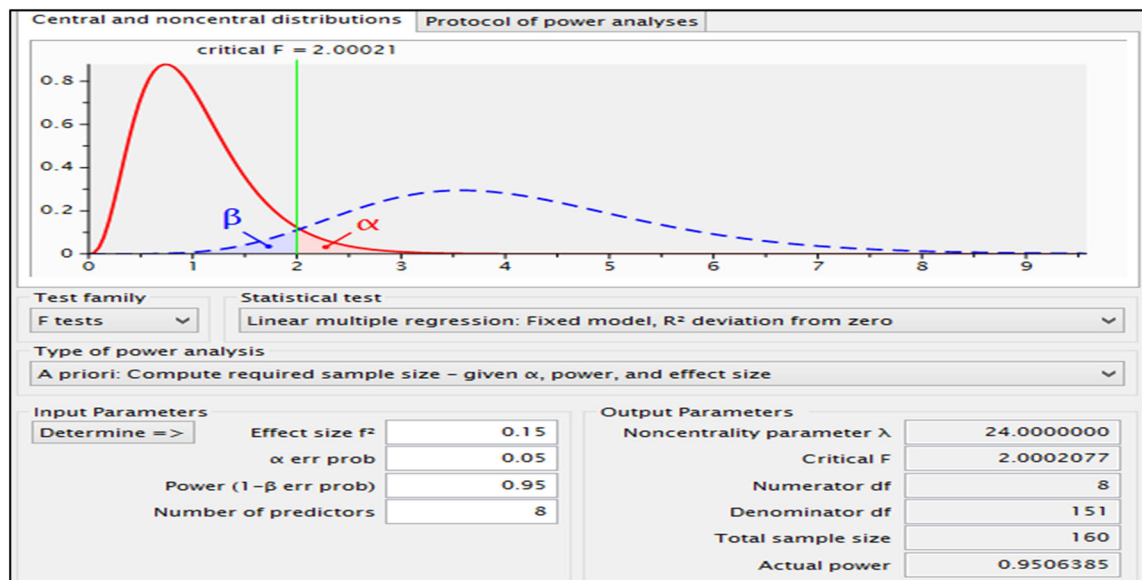 Central and noncentral distributions Protocol of power analyses
critical F = 2.00021
0.8
0.6
0.4
0.2
0
β
α
0 1 2 3 4 5 6 7 8 9
Test family Statistical test
F tests Linear multiple regression: Fixed model, R² deviation from zero
Type of power analysis
A priori: Compute required sample size - given α, power, and effect size
Input Parameters
Determine => Effect size f² 0.15
α err prob 0.05
Power (1-β err prob) 0.95
Number of predictors 8
Output Parameters
Noncentrality parameter λ 24.0000000
Critical F 2.0002077
Numerator df 8
Denominator df 151
Total sample size 160
Actual power 0.9506385